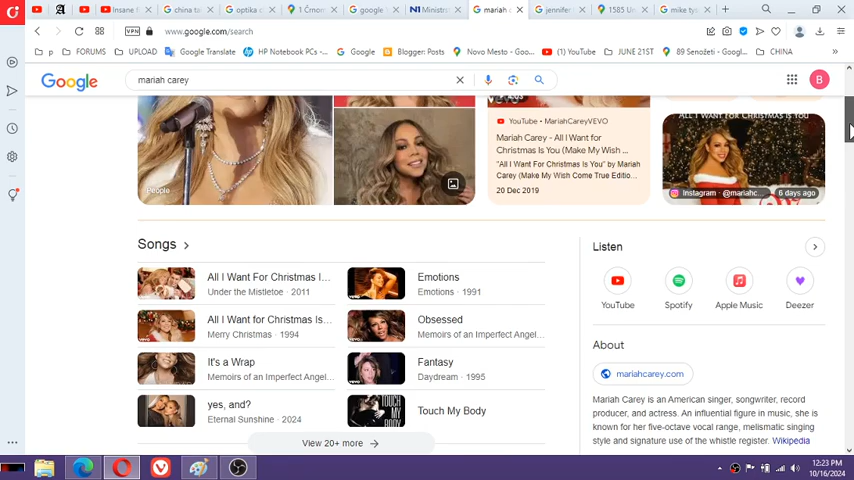 Insane
china ta
optika c
1 Črnom
google
N1 Ministra
mariah c
jennifer
1585 Un
mike ty
VPN www.google.com/search
p FORUMS UPLOAD Google Translate HP Notebook PCs... Google Blogger: Posts Novo Mesto - Goo... (1) YouTube JUNE 21ST 89 Senožeti - Googl... CHINA
Google
mariah carey
B
People
YouTube • MariahCareyVEVO
Mariah Carey - All I Want for
Christmas Is You (Make My Wish ...
"All I Want For Christmas Is You" by Mariah
Carey (Make My Wish Come True Editio...
20 Dec 2019
ALL I WANT FOR CHRISTMAS IS YOU
Instagram · @mariahc...
6 days ago
Songs
All I Want For Christmas I...
Under the Mistletoe · 2011
Emotions
Emotions · 1991
All I Want for Christmas Is...
Merry Christmas · 1994
Obsessed
Memoirs of an Imperfect Angel...
It's a Wrap
Memoirs of an Imperfect Angel...
Fantasy
Daydream · 1995
yes, and?
Eternal Sunshine · 2024
TOUCH MY BODY
Touch My Body
View 20+ more
Listen
YouTube
Spotify
Apple Music
Deezer
About
mariahcarey.com
Mariah Carey is an American singer, songwriter, record
producer, and actress. An influential figure in music, she is
known for her five-octave vocal range, melismatic singing
style and signature use of the whistle register. Wikipedia
12:23 PM
10/16/2024